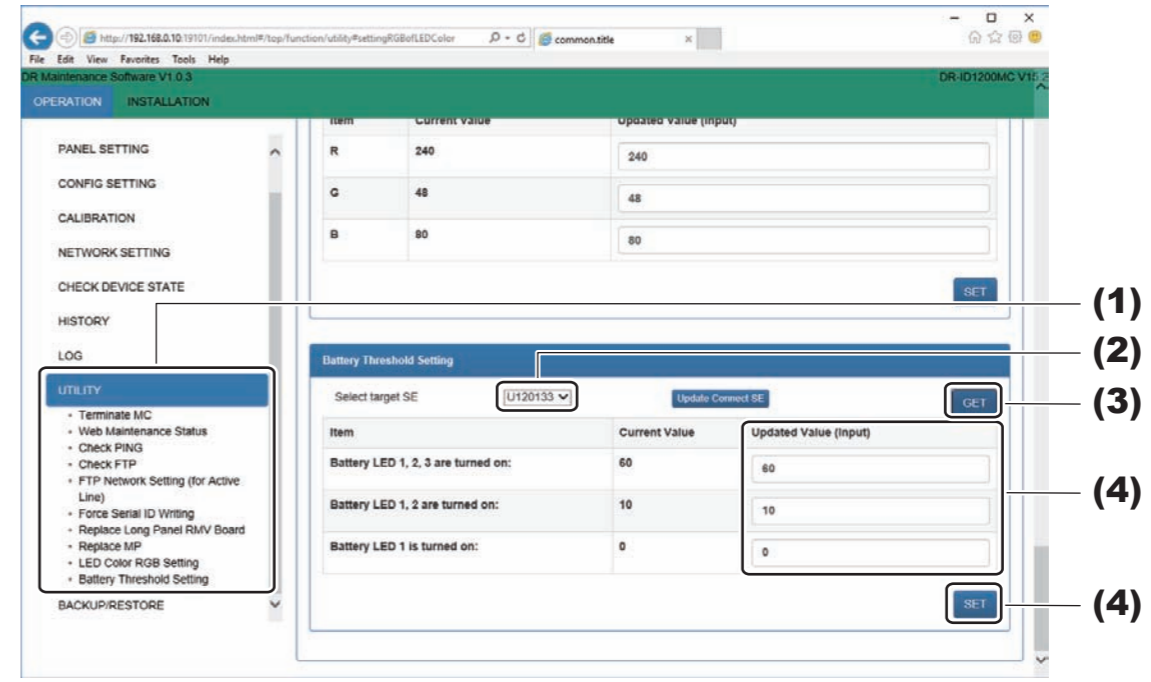 http://192.168.0.10:19101/index.html#/top/function/utility#settingRGBofLEDColor
common.title
File Edit View Favorites Tools Help
DR Maintenance Software V1.0.3
DR-ID1200MC V15.2
OPERATION INSTALLATION
Item Current Value Updated Value (Input)
PANEL SETTING
R 240 240
CONFIG SETTING
G 48 48
CALIBRATION
B 80 80
NETWORK SETTING
CHECK DEVICE STATE
SET
(1)
HISTORY
LOG
Battery Threshold Setting
(2)
UTILITY
Select target SE U120133 Update Connect SE GET
(3)
Terminate MC
Web Maintenance Status
Check PING
Check FTP
FTP Network Setting (for Active
Line)
Force Serial ID Writing
Replace Long Panel RMV Board
Replace MP
LED Color RGB Setting
Battery Threshold Setting
BACKUP/RESTORE
Item Current Value Updated Value (Input)
Battery LED 1, 2, 3 are turned on: 60 60
(4)
Battery LED 1, 2 are turned on: 10 10
Battery LED 1 is turned on: 0 0
SET
(4)